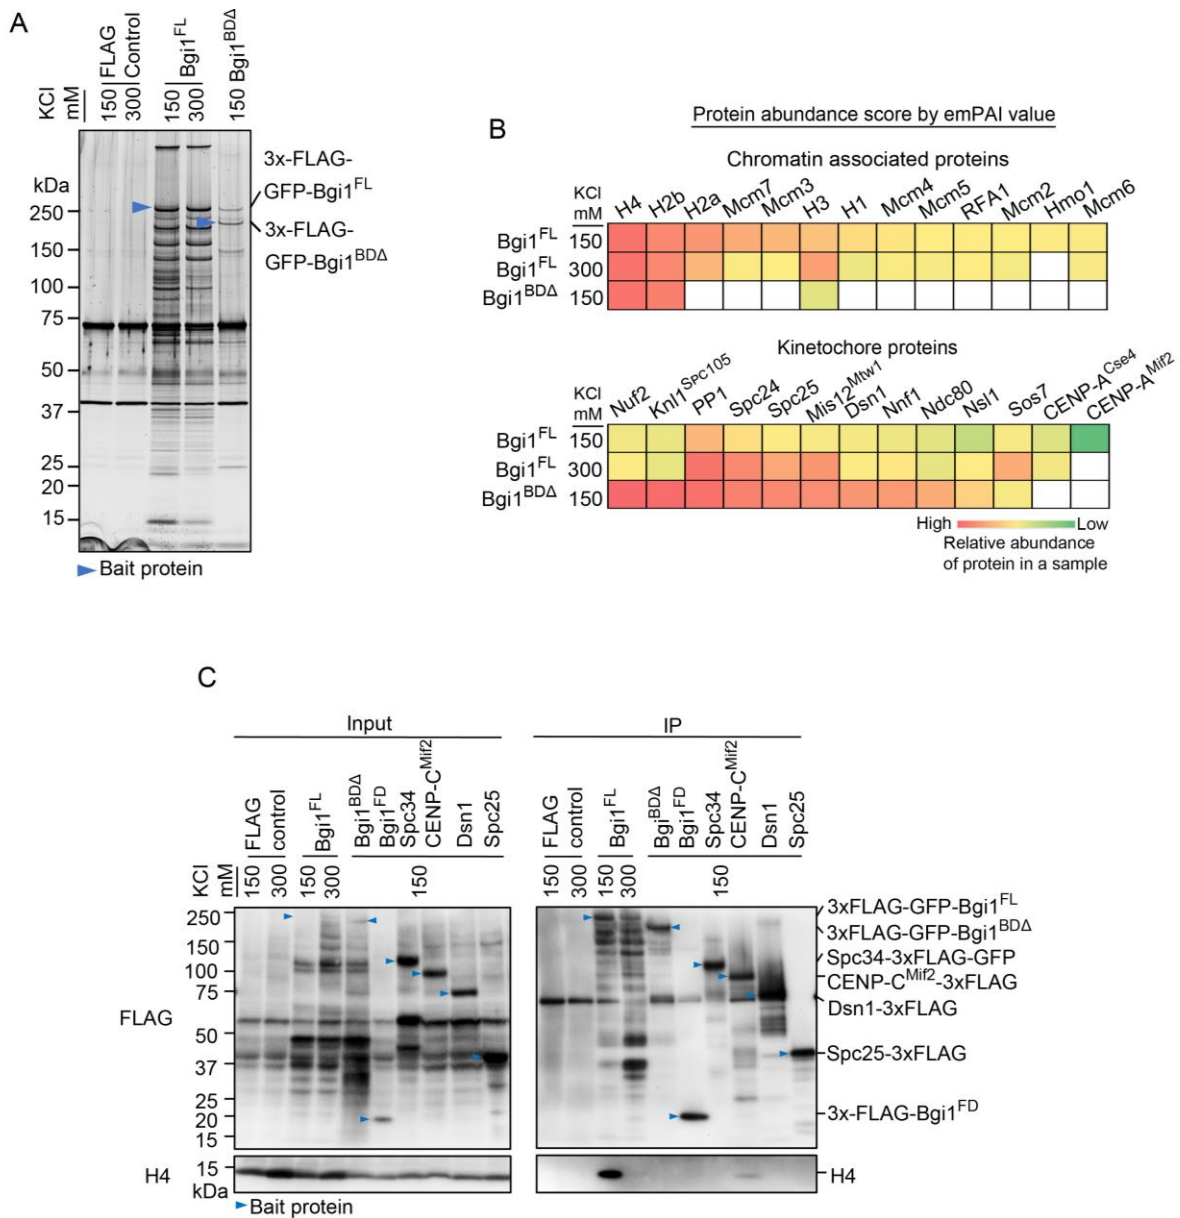 A
KCl
mM
150
300
FLAG
Control
150
300
Bgi1FL
150 Bgi1BDΔ
kDa
250
150
100
75
50
37
25
20
15
3x-FLAG-
GFP-Bgi1FL
3x-FLAG-
GFP-Bgi1BDΔ
Bait protein
B
Protein abundance score by emPAI value
Chromatin associated proteins
KCl
mM
H4 H2b H2a Mcm7 Mcm3 H3 H1 Mcm4 Mcm5 RFA1 Mcm2 Hmo1 Mcm6
Bgi1FL 150
Bgi1FL 300
Bgi1BDΔ 150
Kinetochore proteins
KCl
mM
Nuf2 Knl1Spc105 PP1 Spc24 Spc25 Mis12Mtw1 Dsn1 Nnf1 Ndc80 Nsl1 Sos7 CENP-ACse4 CENP-AMif2
Bgi1FL 150
Bgi1FL 300
Bgi1BDΔ 150
High Low
Relative abundance
of protein in a sample
C
Input
KCl
mM
150
300
FLAG
control
150
300
Bgi1FL
Bgi1BDΔ
Bgi1FD
Spc34
CENP-CMif2
Dsn1
Spc25
150
FLAG
250
150
100
75
50
37
25
20
15
H4
15
kDa
Bait protein
IP
KCl
mM
150
300
FLAG
control
150
300
Bgi1FL
BgiBDΔ
Bgi1FD
Spc34
CENP-CMif2
Dsn1
Spc25
150
3xFLAG-GFP-Bgi1FL
3xFLAG-GFP-Bgi1BDΔ
Spc34-3xFLAG-GFP
CENP-CMif2-3xFLAG
Dsn1-3xFLAG
Spc25-3xFLAG
3x-FLAG-Bgi1FD
H4